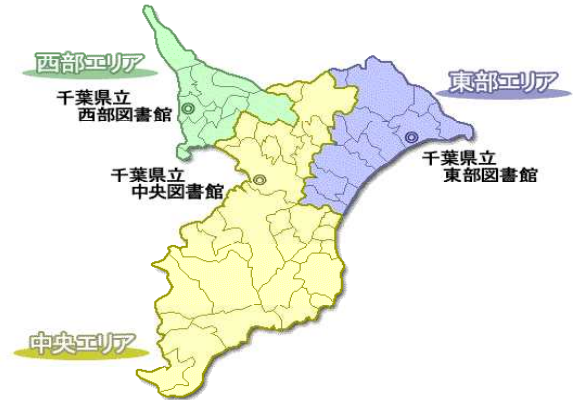 西部エリア
千葉県立
西部図書館
東部エリア
千葉県立
東部図書館
千葉県立
中央図書館
中央エリア